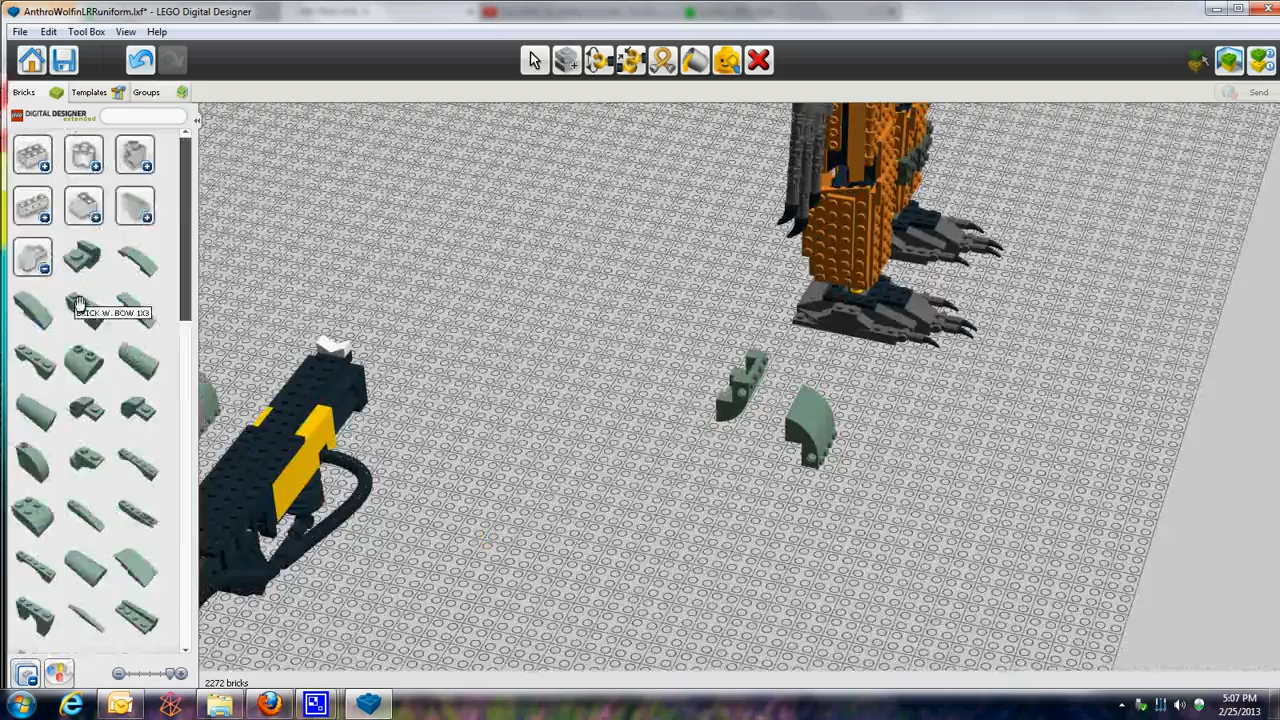 AnthroWolfinLRRuniform.lxf* - LEGO Digital Designer
File Edit Tool Box View Help
Bricks Templates Groups Send
DIGITAL DESIGNER
extended
BRICK W. BOW 1X3
2272 bricks
5:07 PM
2/25/2013